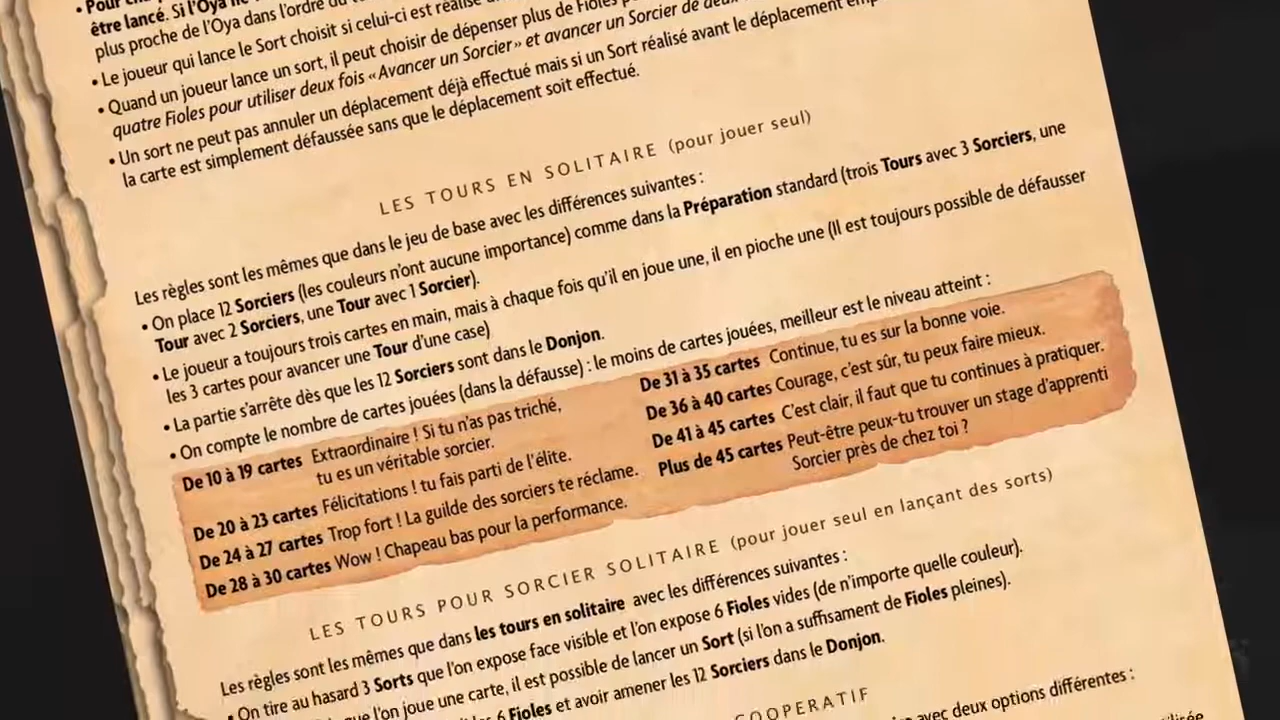 être lancé. Si l'Oya
plus proche de l'Oya dans l'ordre du
• Le joueur qui lance le Sort choisit si celui-ci est réalisé
• Quand un joueur lance un sort, il peut choisir de dépenser plus de Fioles
quatre Fioles pour utiliser deux fois « Avancer un Sorcier » et avancer un Sorcier de deux
• Un sort ne peut pas annuler un déplacement déjà effectué mais si un Sort réalisé avant le déplacement
la carte est simplement défaussée sans que le déplacement soit effectué.
LES TOURS EN SOLITAIRE (pour jouer seul)
Les règles sont les mêmes que dans le jeu de base avec les différences suivantes :
• On place 12 Sorciers (les couleurs n'ont aucune importance) comme dans la Préparation standard (trois Tours avec 3 Sorciers, une
Tour avec 2 Sorciers, une Tour avec 1 Sorcier).
• Le joueur a toujours trois cartes en main, mais à chaque fois qu'il en joue une, il en pioche une (Il est toujours possible de défausser
les 3 cartes pour avancer une Tour d'une case)
• La partie s'arrête dès que les 12 Sorciers sont dans le Donjon.
• On compte le nombre de cartes jouées (dans la défausse) : le moins de cartes jouées, meilleur est le niveau atteint :
De 10 à 19 cartes Extraordinaire ! Si tu n'as pas triché,
tu es un véritable sorcier.
De 20 à 23 cartes Félicitations ! tu fais parti de l'élite.
De 24 à 27 cartes Trop fort ! La guilde des sorciers te réclame.
De 28 à 30 cartes Wow ! Chapeau bas pour la performance.
De 31 à 35 cartes Continue, tu es sur la bonne voie.
De 36 à 40 cartes Courage, c'est sûr, tu peux faire mieux.
De 41 à 45 cartes C'est clair, il faut que tu continues à pratiquer.
Plus de 45 cartes Peut-être peux-tu trouver un stage d'apprenti
Sorcier près de chez toi ?
LES TOURS POUR SORCIER SOLITAIRE (pour jouer seul en lançant des sorts)
Les règles sont les mêmes que dans les tours en solitaire avec les différences suivantes :
• On tire au hasard 3 Sorts que l'on expose face visible et l'on expose 6 Fioles vides (de n'importe quelle couleur).
que l'on joue une carte, il est possible de lancer un Sort (si l'on a suffisament de Fioles pleines).
les 6 Fioles et avoir amener les 12 Sorciers dans le Donjon.
COOPERATIF
avec deux options différentes :